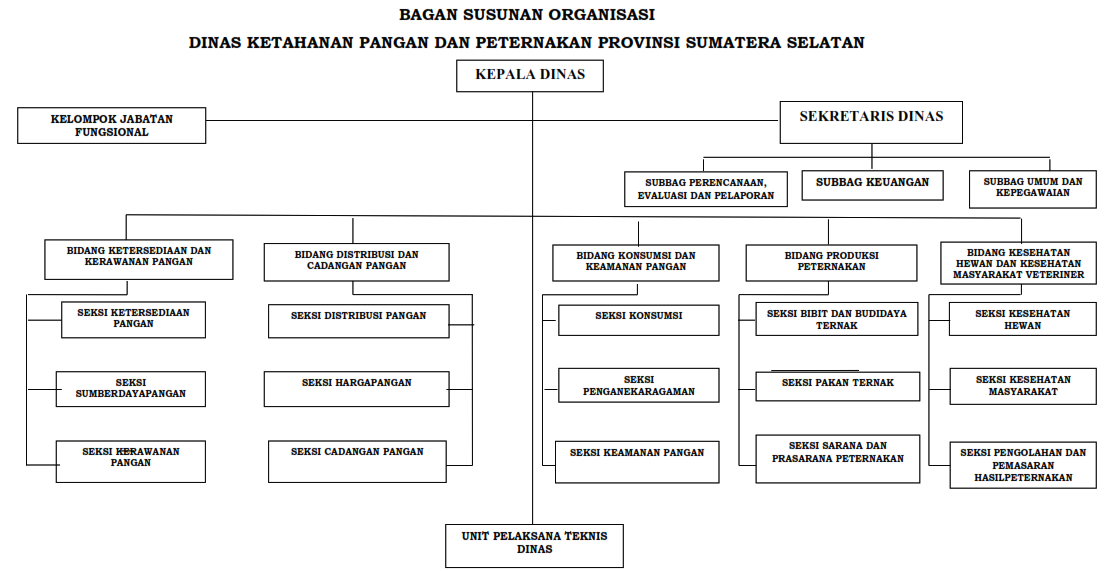 BAGAN SUSUNAN ORGANISASI
DINAS KETAHANAN PANGAN DAN PETERNAKAN PROVINSI SUMATERA SELATAN
KEPALA DINAS
KELOMPOK JABATAN
FUNGSIONAL
SEKRETARIS DINAS
SUBBAG PERENCANAAN,
EVALUASI DAN PELAPORAN
SUBBAG KEUANGAN
SUBBAG UMUM DAN
KEPEGAWAIAN
BIDANG KETERSEDIAAN DAN
KERAWANAN PANGAN
BIDANG DISTRIBUSI DAN
CADANGAN PANGAN
BIDANG KONSUMSI DAN
KEAMANAN PANGAN
BIDANG PRODUKSI
PETERNAKAN
BIDANG KESEHATAN
HEWAN DAN KESEHATAN
MASYARAKAT VETERINER
SEKSI KETERSEDIAAN
PANGAN
SEKSI DISTRIBUSI PANGAN
SEKSI KONSUMSI
SEKSI BIBIT DAN BUDIDAYA
TERNAK
SEKSI KESEHATAN
HEWAN
SEKSI
SUMBERDAYAPANGAN
SEKSI HARGAPANGAN
SEKSI
PENGANEKARAGAMAN
SEKSI PAKAN TERNAK
SEKSI KESEHATAN
MASYARAKAT
SEKSI KERAWANAN
PANGAN
SEKSI CADANGAN PANGAN
SEKSI KEAMANAN PANGAN
SEKSI SARANA DAN
PRASARANA PETERNAKAN
SEKSI PENGOLAHAN DAN
PEMASARAN
HASILPETERNAKAN
UNIT PELAKSANA TEKNIS
DINAS